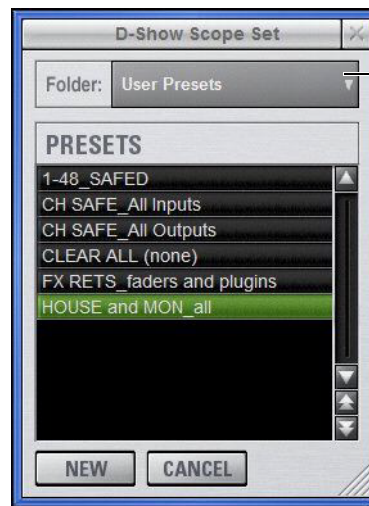 D-Show Scope Set
Folder: User Presets
PRESETS
1-48_SAFED
CH SAFE_All Inputs
CH SAFE_All Outputs
CLEAR ALL (none)
FX RETS_faders and plugins
HOUSE and MON_all
NEW CANCEL